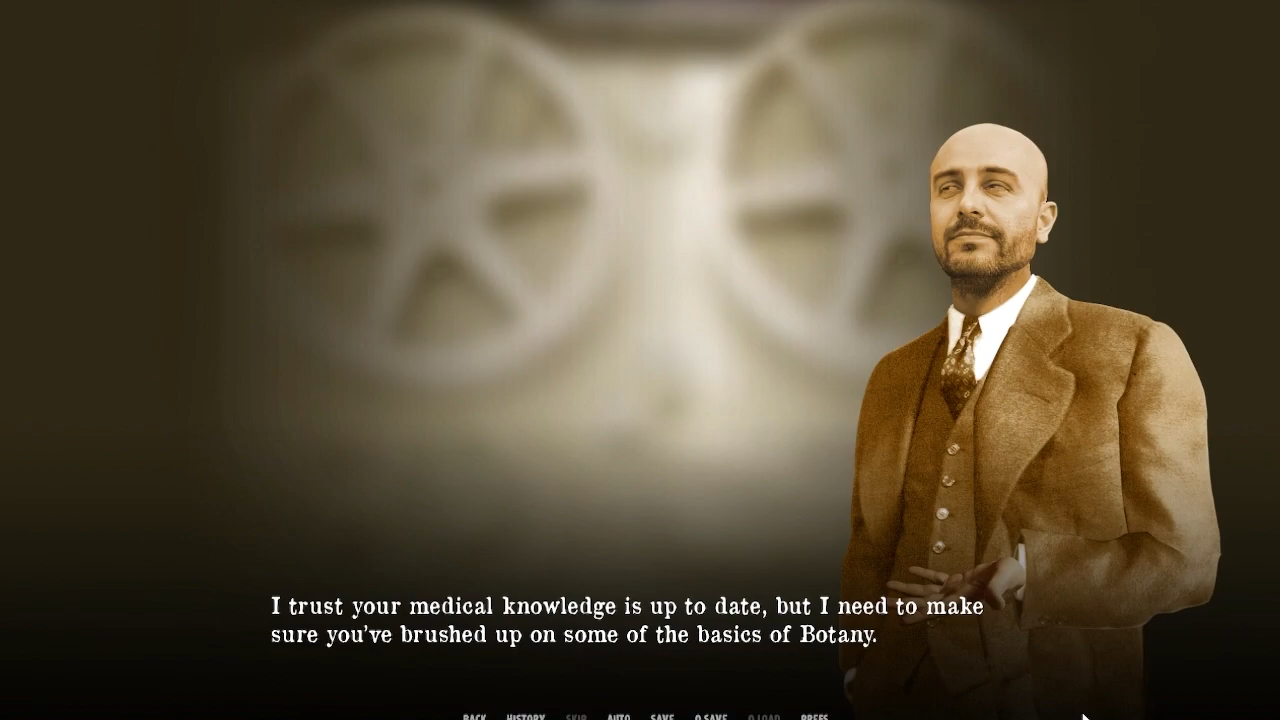 I trust your medical knowledge is up to date, but I need to make
sure you've brushed up on some of the basics of Botany.
BACK HISTORY SKIP AUTO SAVE Q.SAVE Q.LOAD PREFS